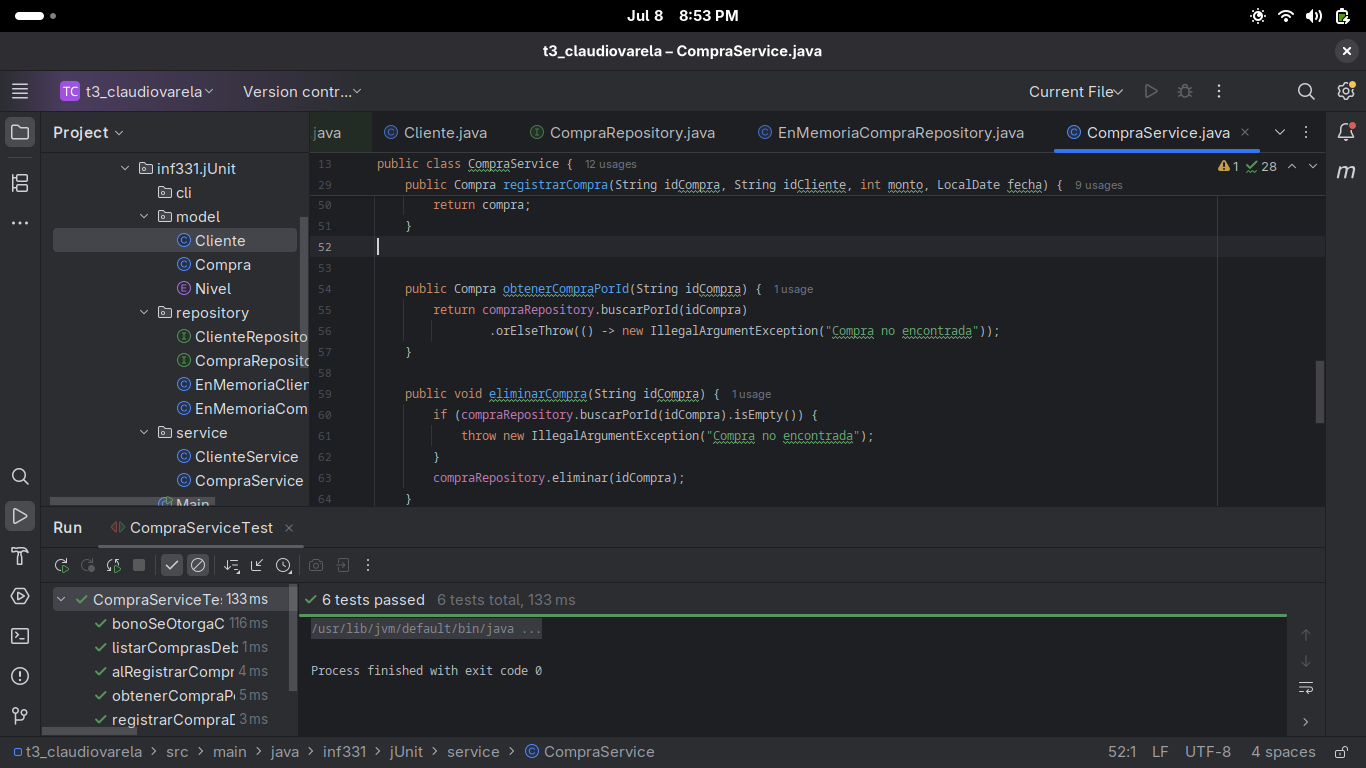 Jul 8 8:53 PM
t3_claudiovarela – CompraService.java
TC t3_claudiovarela Version contr... Current File
Project
java Cliente.java CompraRepository.java EnMemoriaCompraRepository.java CompraService.java
inf331.jUnit
cli
model
Cliente
Compra
Nivel
repository
ClienteReposito
CompraReposito
EnMemoriaClien
EnMemoriaCom
service
ClienteService
CompraService
Main
1 28
13 public class CompraService { 12 usages
29 public Compra registrarCompra(String idCompra, String idCliente, int monto, LocalDate fecha) { 9 usages
50 return compra;
51 }
52
53
54 public Compra obtenerCompraPorId(String idCompra) { 1 usage
55 return compraRepository.buscarPorId(idCompra)
56 .orElseThrow(() -> new IllegalArgumentException("Compra no encontrada"));
57 }
58
59 public void eliminarCompra(String idCompra) { 1 usage
60 if (compraRepository.buscarPorId(idCompra).isEmpty()) {
61 throw new IllegalArgumentException("Compra no encontrada");
62 }
63 compraRepository.eliminar(idCompra);
64 }
m
Run CompraServiceTest
CompraServiceTe 133 ms
bonoSeOtorgaC 116 ms
listarComprasDeb 1 ms
alRegistrarCompr 4 ms
obtenerCompraP 5 ms
registrarCompraD 3 ms
6 tests passed 6 tests total, 133 ms
/usr/lib/jvm/default/bin/java ...
Process finished with exit code 0
t3_claudiovarela > src > main > java > inf331 > jUnit > service > CompraService 52:1 LF UTF-8 4 spaces